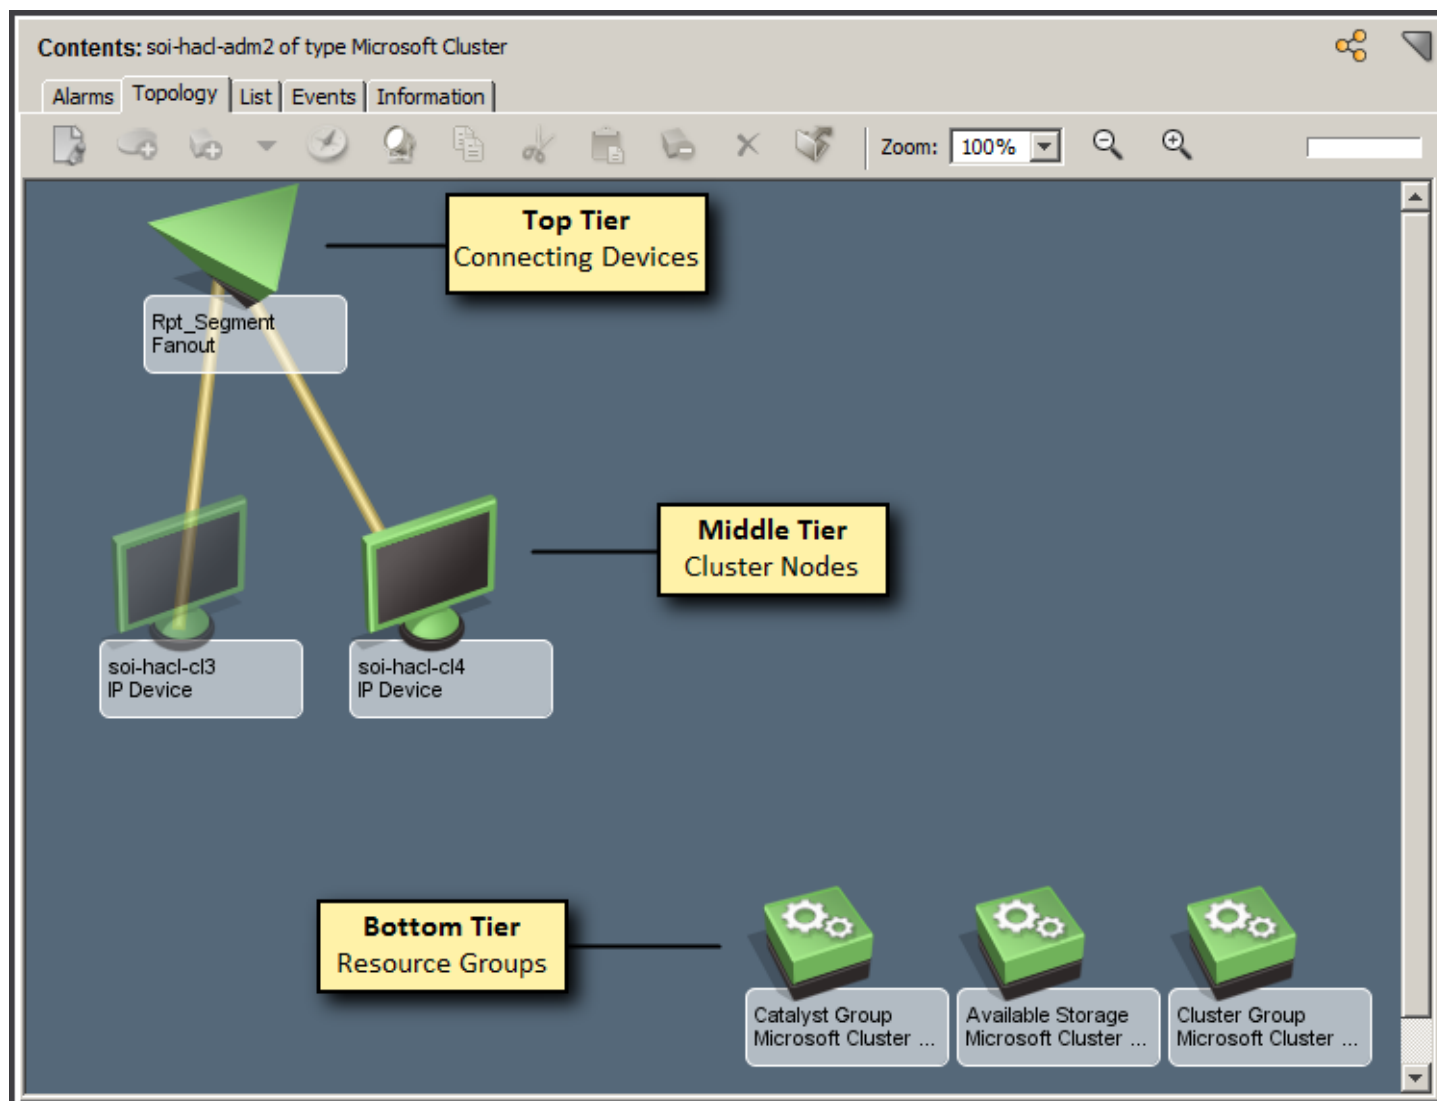 Contents: soi-hacl-adm2 of type Microsoft Cluster
Alarms Topology List Events Information
Zoom: 100%
Top Tier
Connecting Devices
Rpt_Segment
Fanout
Middle Tier
Cluster Nodes
soi-hacl-cl3
IP Device
soi-hacl-cl4
IP Device
Bottom Tier
Resource Groups
Catalyst Group
Microsoft Cluster ...
Available Storage
Microsoft Cluster ...
Cluster Group
Microsoft Cluster ...